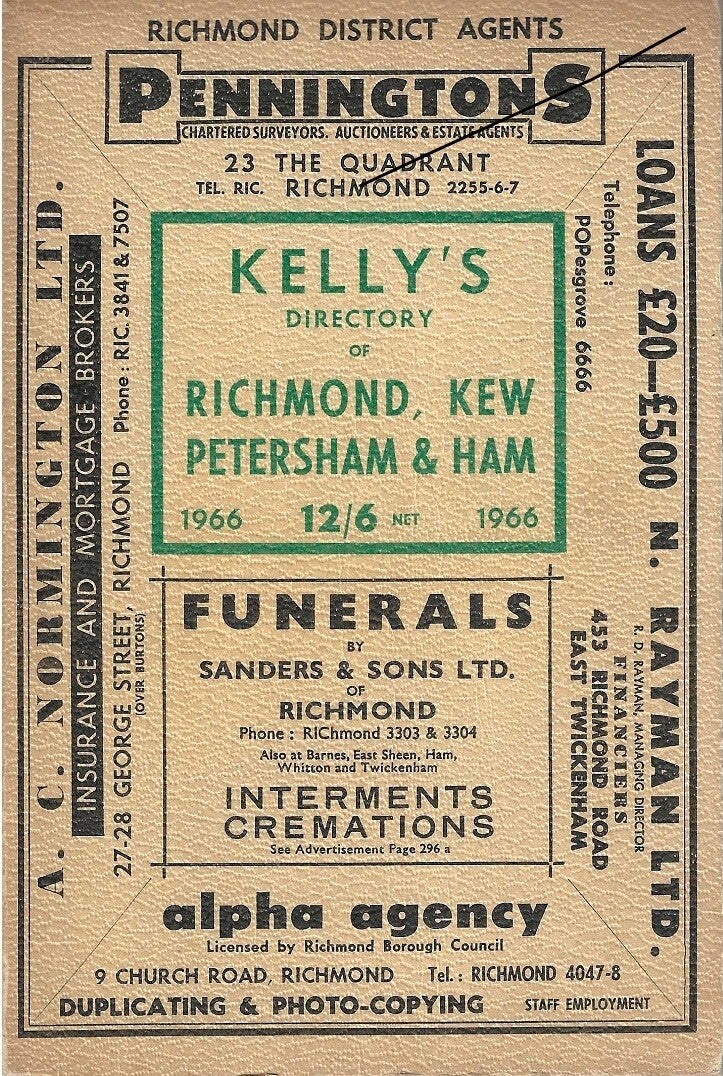 RICHMOND DISTRICT AGENTS
PENNINGTONS
CHARTERED SURVEYORS. AUCTIONEERS & ESTATE AGENTS
23 THE QUADRANT
TEL. RIC. RICHMOND 2255-6-7
A. C. NORMINGTON LTD.
INSURANCE AND MORTGAGE BROKERS
27-28 GEORGE STREET, RICHMOND Phone: RIC. 3841 & 7507
(OVER BURTONS)
KELLY'S
DIRECTORY
OF
RICHMOND, KEW
PETERSHAM & HAM
1966 12/6 NET 1966
LOANS £20—£500 N. RAYMAN LTD.
R. D. RAYMAN, MANAGING DIRECTOR
FINANCIERS
Telephone:
453 RICHMOND ROAD
POPesgrove 6666
EAST TWICKENHAM
FUNERALS
BY
SANDERS & SONS LTD.
OF
RICHMOND
Phone: RIChmond 3303 & 3304
Also at Barnes, East Sheen, Ham,
Whitton and Twickenham
INTERMENTS
CREMATIONS
See Advertisement Page 296 a
alpha agency
Licensed by Richmond Borough Council
9 CHURCH ROAD, RICHMOND Tel.: RICHMOND 4047-8
DUPLICATING & PHOTO-COPYING STAFF EMPLOYMENT